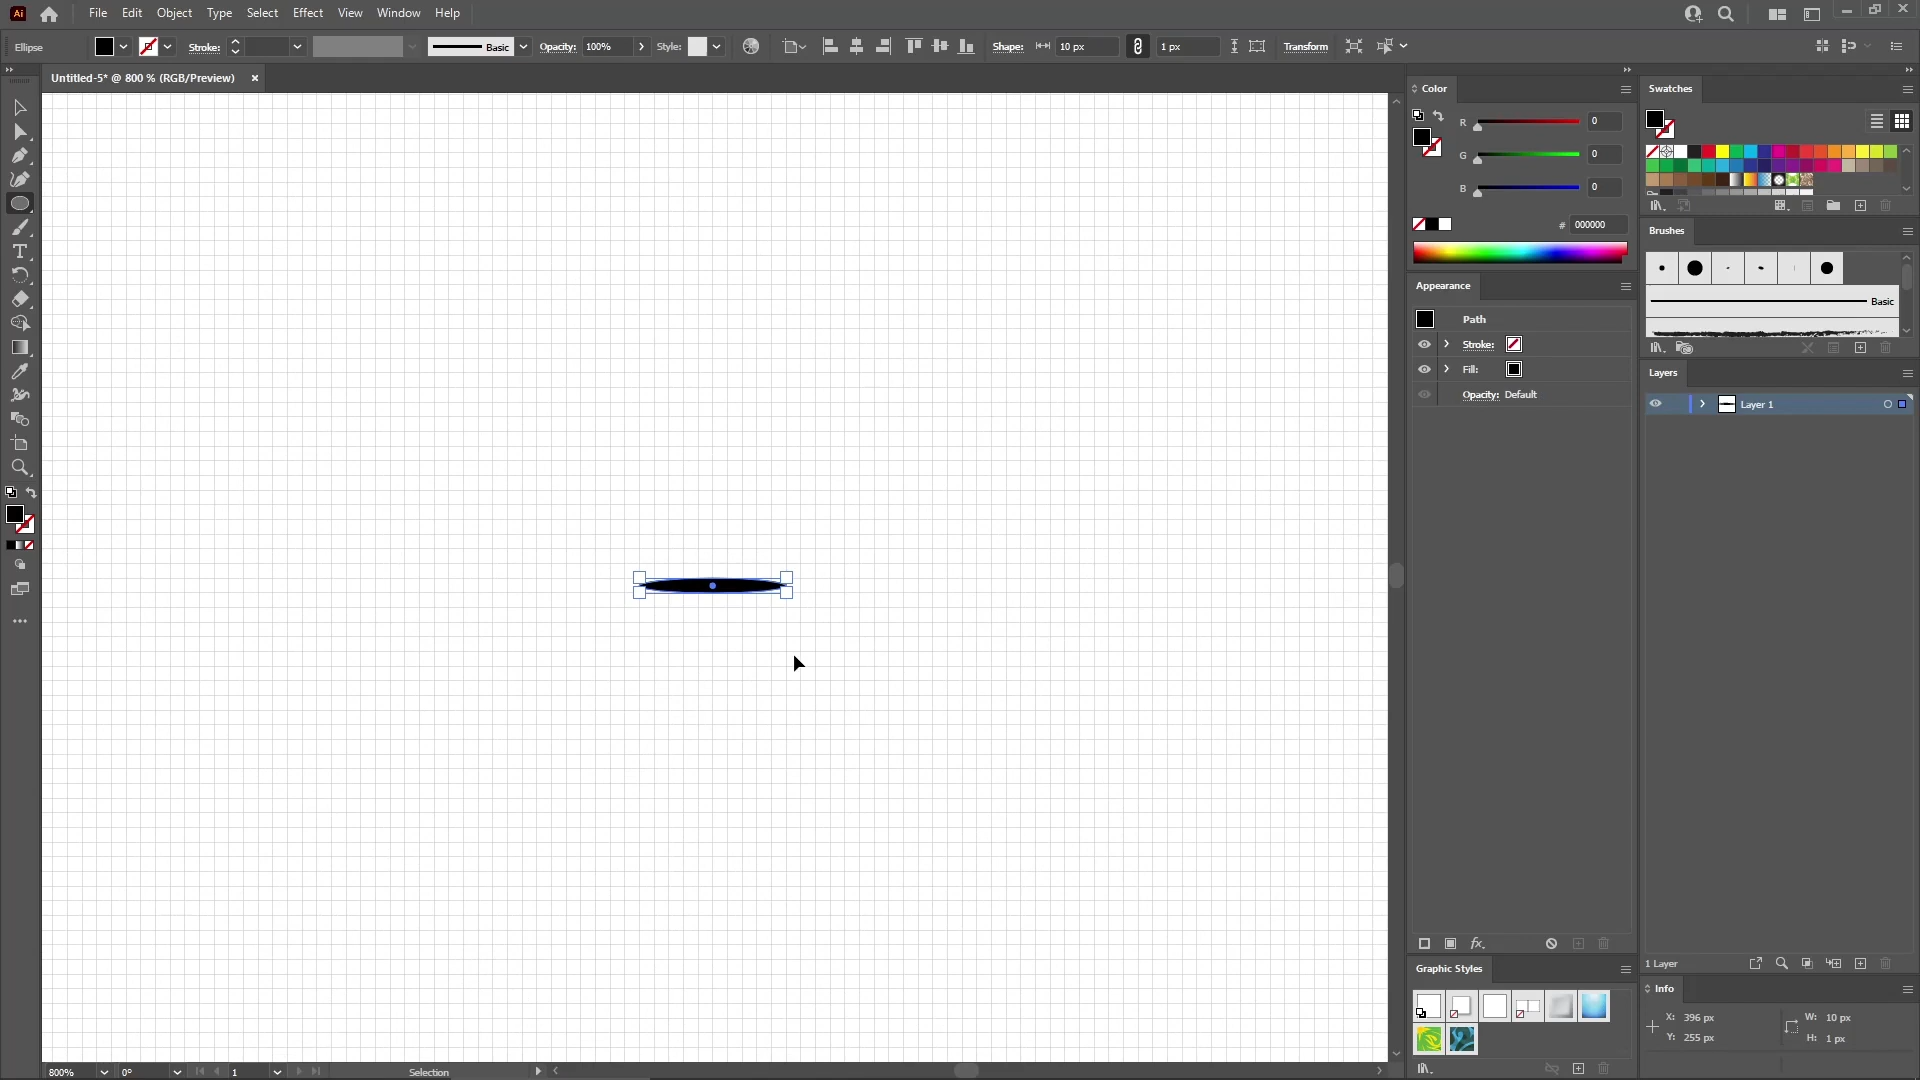 Ai File Edit Object Type Select Effect View Window Help
Ellipse Stroke: Basic Opacity: 100% Style: Shape: 10 px 1 px Transform
Untitled-5* @ 800 % (RGB/Preview)
Color
R 0
G 0
B 0
# 000000
Appearance
Path
Stroke:
Fill:
Opacity: Default
fx
Graphic Styles
Swatches
Brushes
Basic
Layers
Layer 1
1 Layer
Info
X: 396 px W: 10 px
Y: 255 px H: 1 px
800% 0° 1 Selection